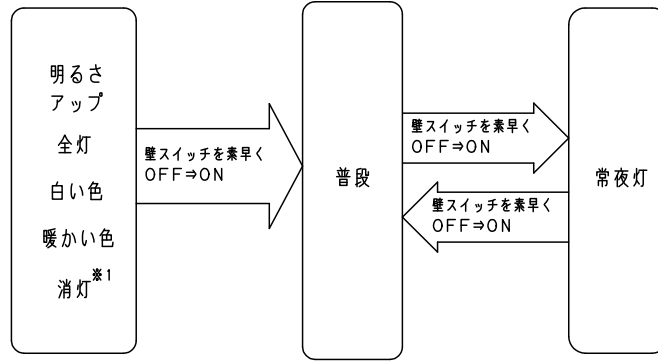 明るさ
アップ
全灯
白い色
暖かい色
消灯※1
壁スイッチを素早く
OFF⇒ON
普段
壁スイッチを素早く
OFF⇒ON
壁スイッチを素早く
OFF⇒ON
常夜灯